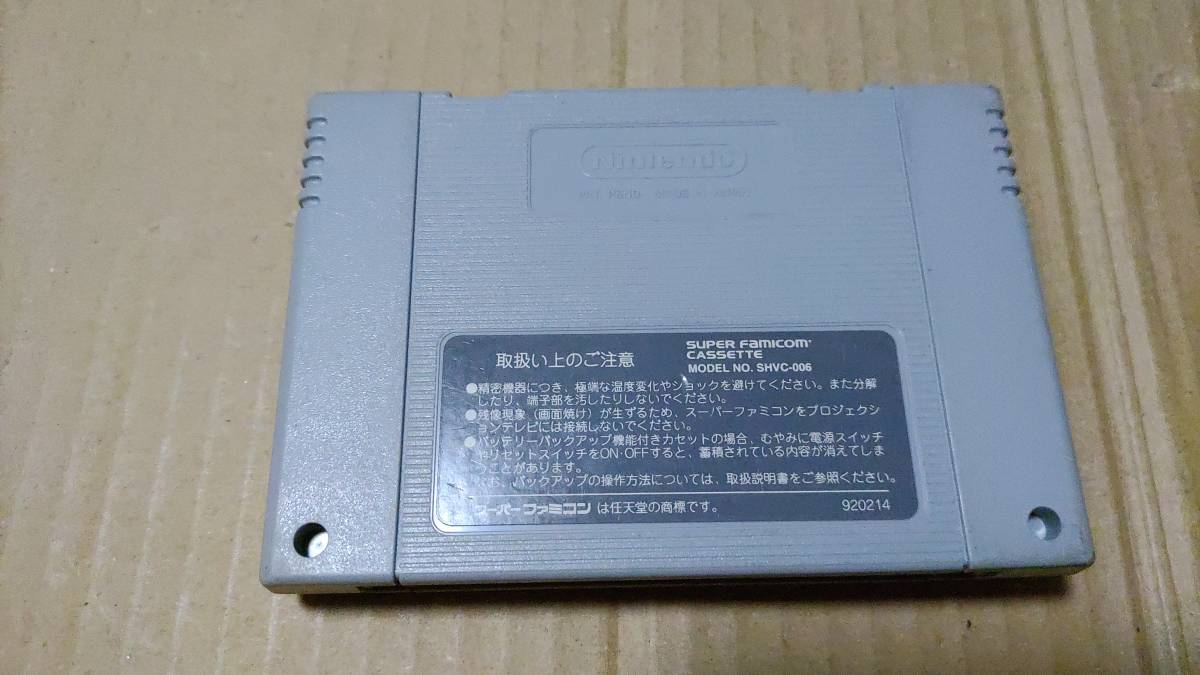 Nintendo
取扱い上のご注意
SUPER FAMICOM
CASSETTE
MODEL NO. SHVC-006
●精密機器につき、極端な温度変化やショックを避けてください。また分解
したり、端子部を汚したりしないでください。
●残像現象（画面焼け）が生ずるため、スーパーファミコンをプロジェクシ
ョンテレビには接続しないでください。
●バッテリーバックアップ機能付きカセットの場合、むやみに電源スイッチ
やリセットスイッチをON・OFFすると、蓄積されている内容が消えてしま
うことがあります。
なお、バックアップの操作方法については、取扱説明書をご参照ください。
スーパーファミコンは任天堂の商標です。
920214